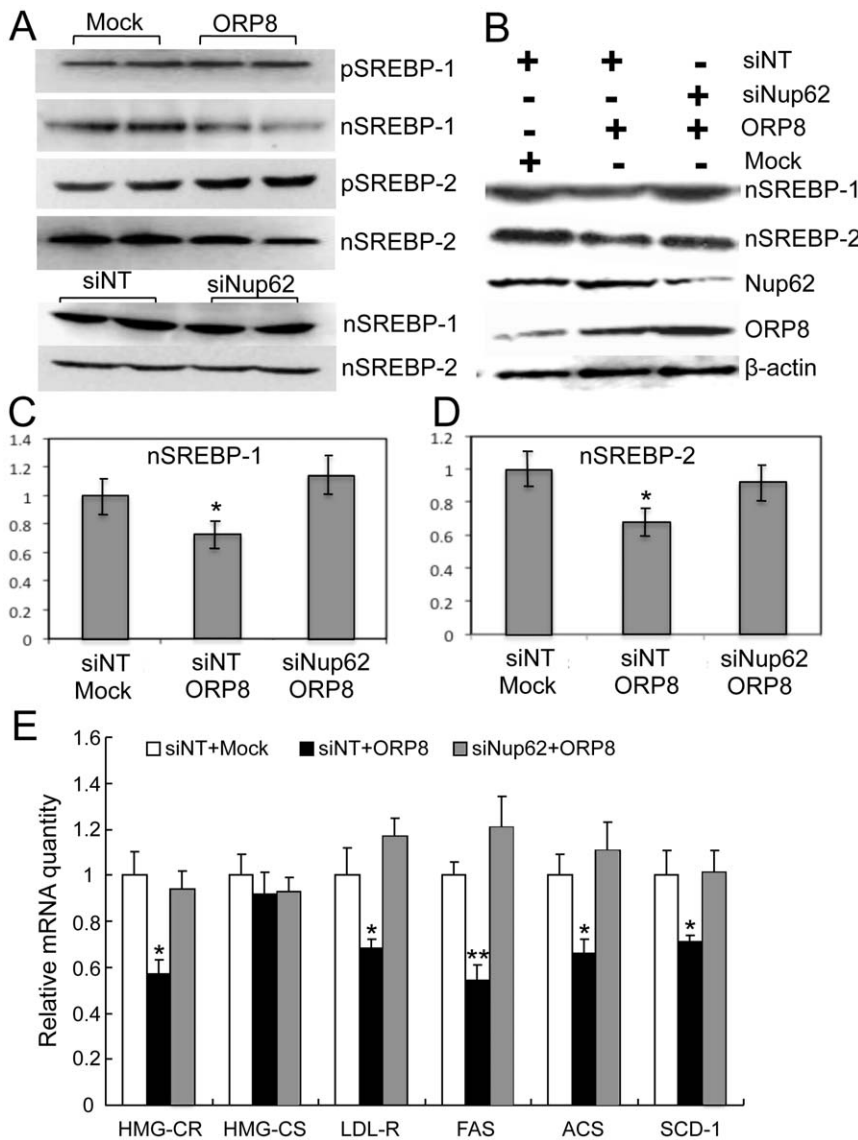 A
Mock ORP8
pSREBP-1
nSREBP-1
pSREBP-2
nSREBP-2
siNT siNup62
nSREBP-1
nSREBP-2
B
+ + - siNT
- - + siNup62
- + + ORP8
+ - - Mock
nSREBP-1
nSREBP-2
Nup62
ORP8
β-actin
C
nSREBP-1
1.4
1.2
1
0.8
0.6
0.4
0.2
0
*
siNT siNT siNup62
Mock ORP8 ORP8
D
nSREBP-2
1.2
1
0.8
0.6
0.4
0.2
0
*
siNT siNT siNup62
Mock ORP8 ORP8
E
Relative mRNA quantity
1.6
1.4
1.2
1
0.8
0.6
0.4
0.2
0
siNT+Mock siNT+ORP8 siNup62+ORP8
* * ** * *
HMG-CR HMG-CS LDL-R FAS ACS SCD-1